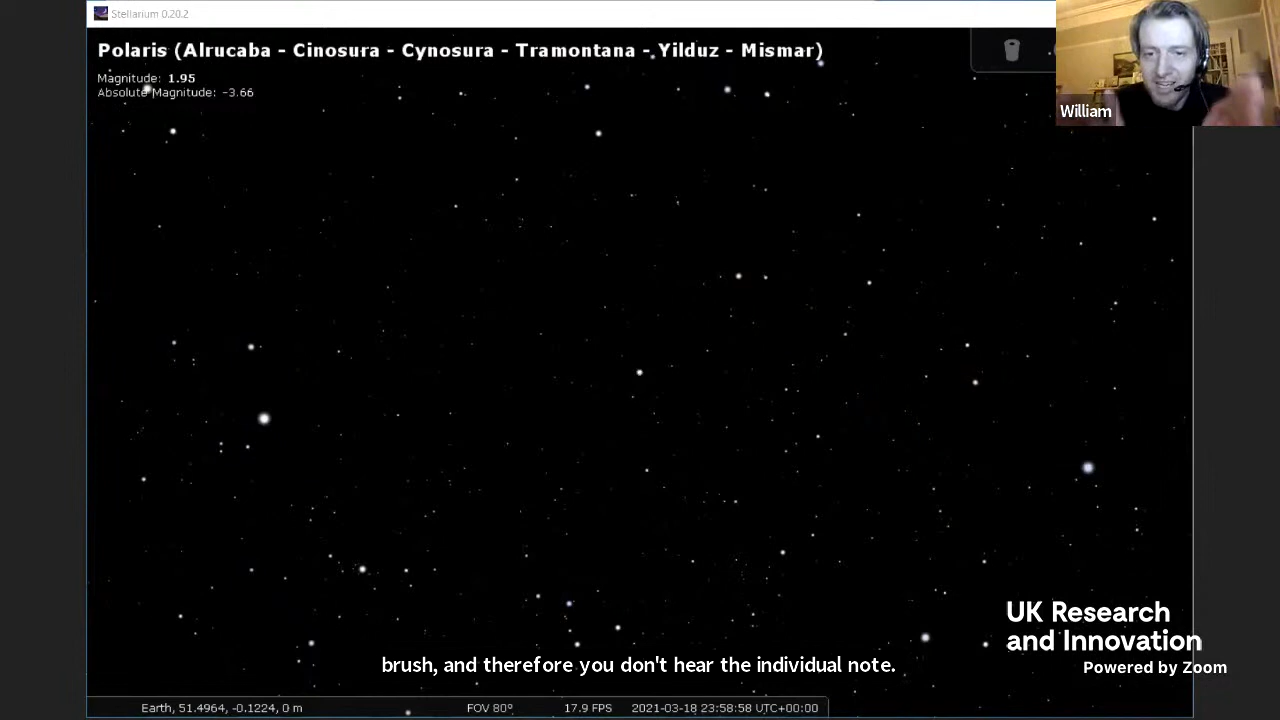 Stellarium 0.20.2
Polaris (Alrucaba - Cinosura - Cynosura - Tramontana - Yilduz - Mismar)
Magnitude: 1.95
Absolute Magnitude: -3.66
William
UK Research
and Innovation
brush, and therefore you don't hear the individual note.
Powered by Zoom
Earth, 51.4964, -0.1224, 0 m
FOV 80°
17.9 FPS
2021-03-18 23:58:58 UTC+00:00